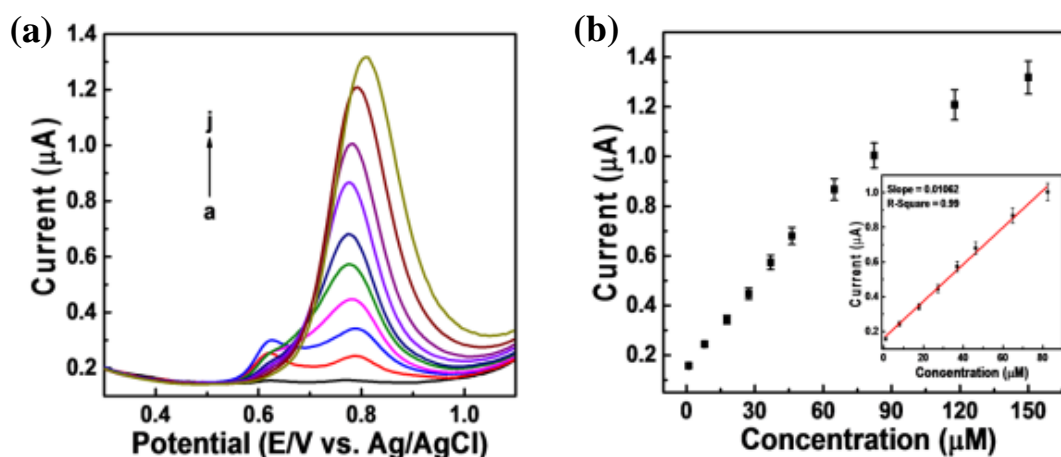 (a)
1.4
1.2
1.0
0.8
0.6
0.4
0.2
Current (μA)
j
a
0.4 0.6 0.8 1.0
Potential (E/V vs. Ag/AgCl)
(b)
1.4
1.2
1.0
0.8
0.6
0.4
0.2
Current (μA)
0 30 60 90 120 150
Concentration (μM)
Slope = 0.01062
R-Square = 0.99
1.0
0.8
0.6
0.4
0.2
Current (μA)
0 20 40 60 80
Concentration (μM)